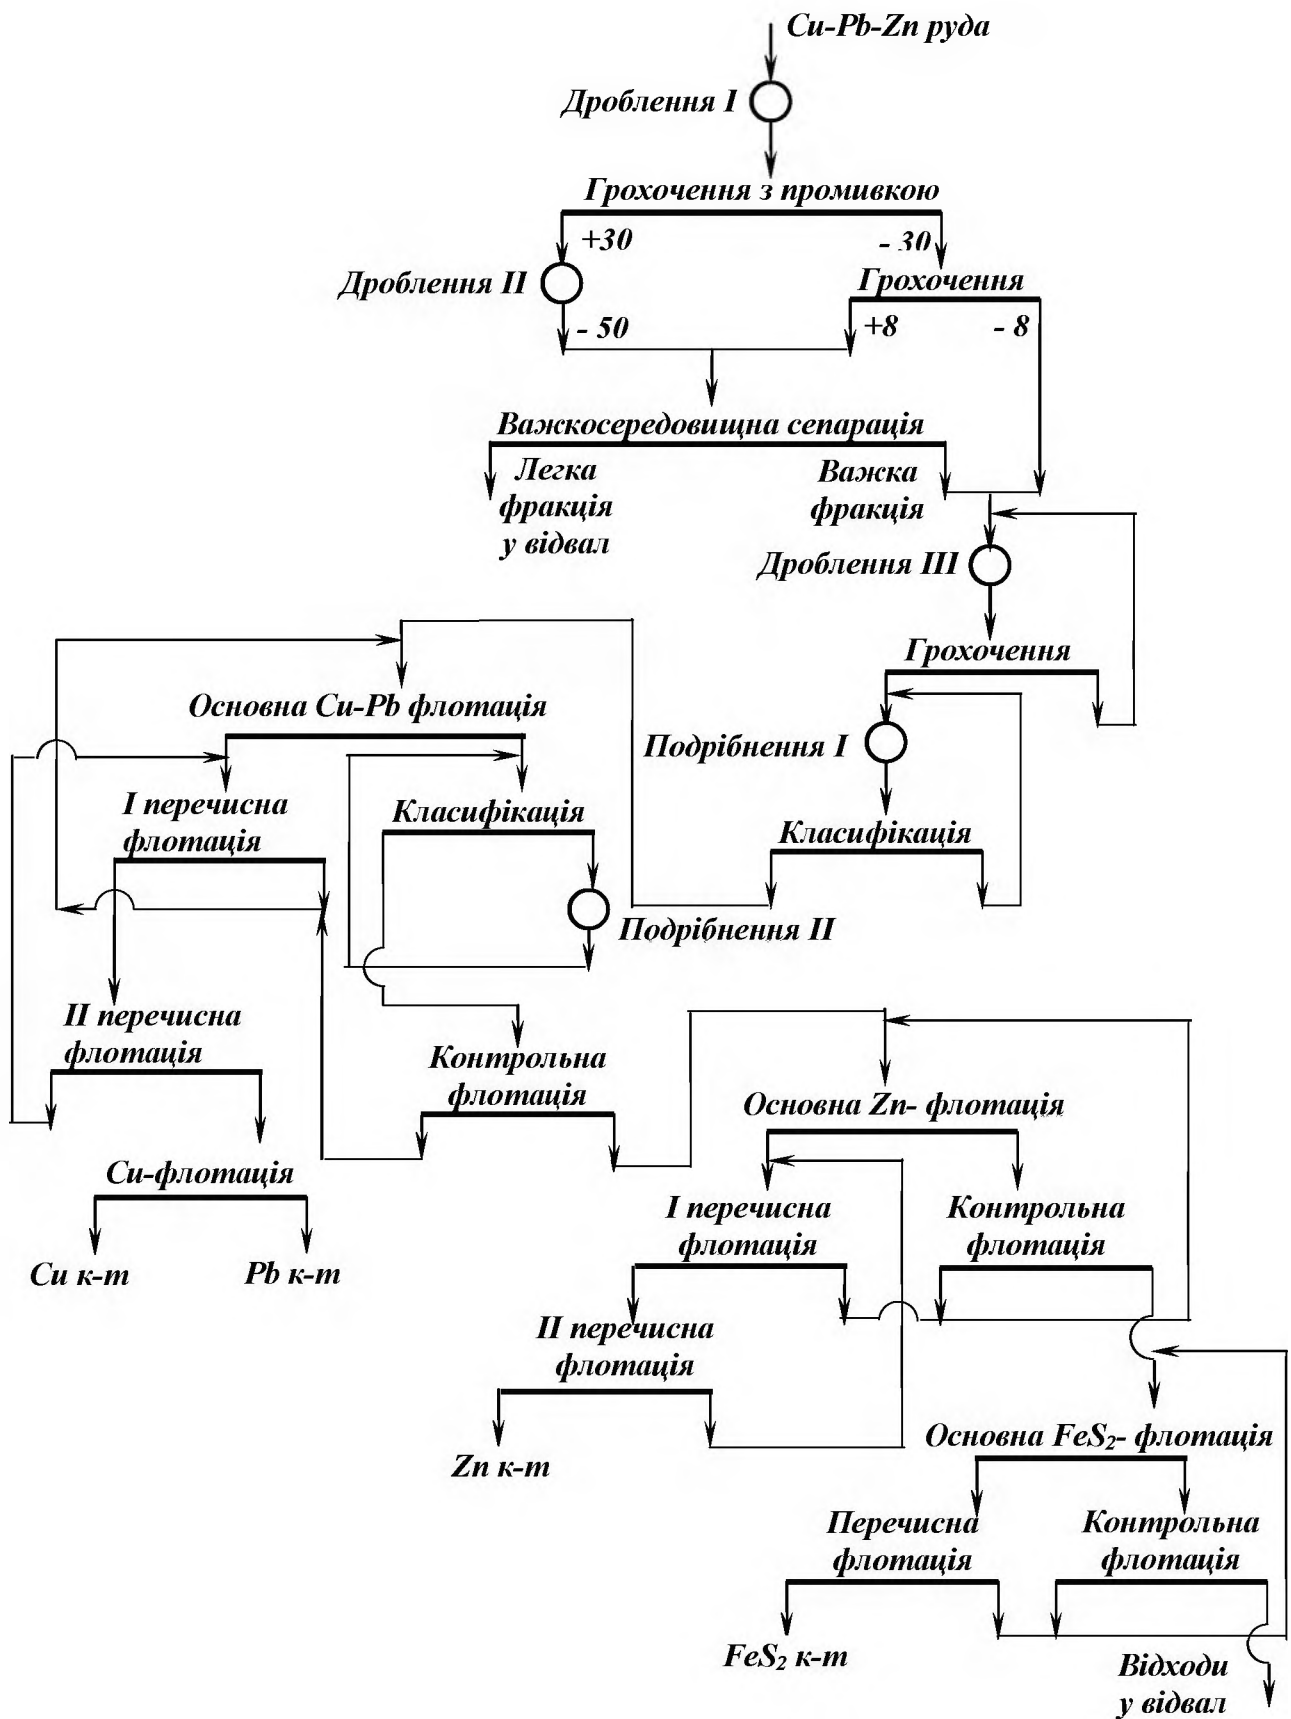 Cu-Pb-Zn руда
Дроблення I
Грохочення з промивкою
+30
- 30
Дроблення II
Грохочення
- 50
+8
- 8
Важкосередовищна сепарація
Легка
фракція
у відвал
Важка
фракція
Дроблення III
Грохочення
Основна Cu-Pb флотація
Подрібнення I
I перечисна
флотація
Класифікація
Класифікація
Подрібнення II
II перечисна
флотація
Контрольна
флотація
Основна Zn- флотація
Cu-флотація
I перечисна
флотація
Контрольна
флотація
Cu к-т
Pb к-т
II перечисна
флотація
Основна FeS₂- флотація
Zn к-т
Перечисна
флотація
Контрольна
флотація
FeS₂ к-т
Відходи
у відвал